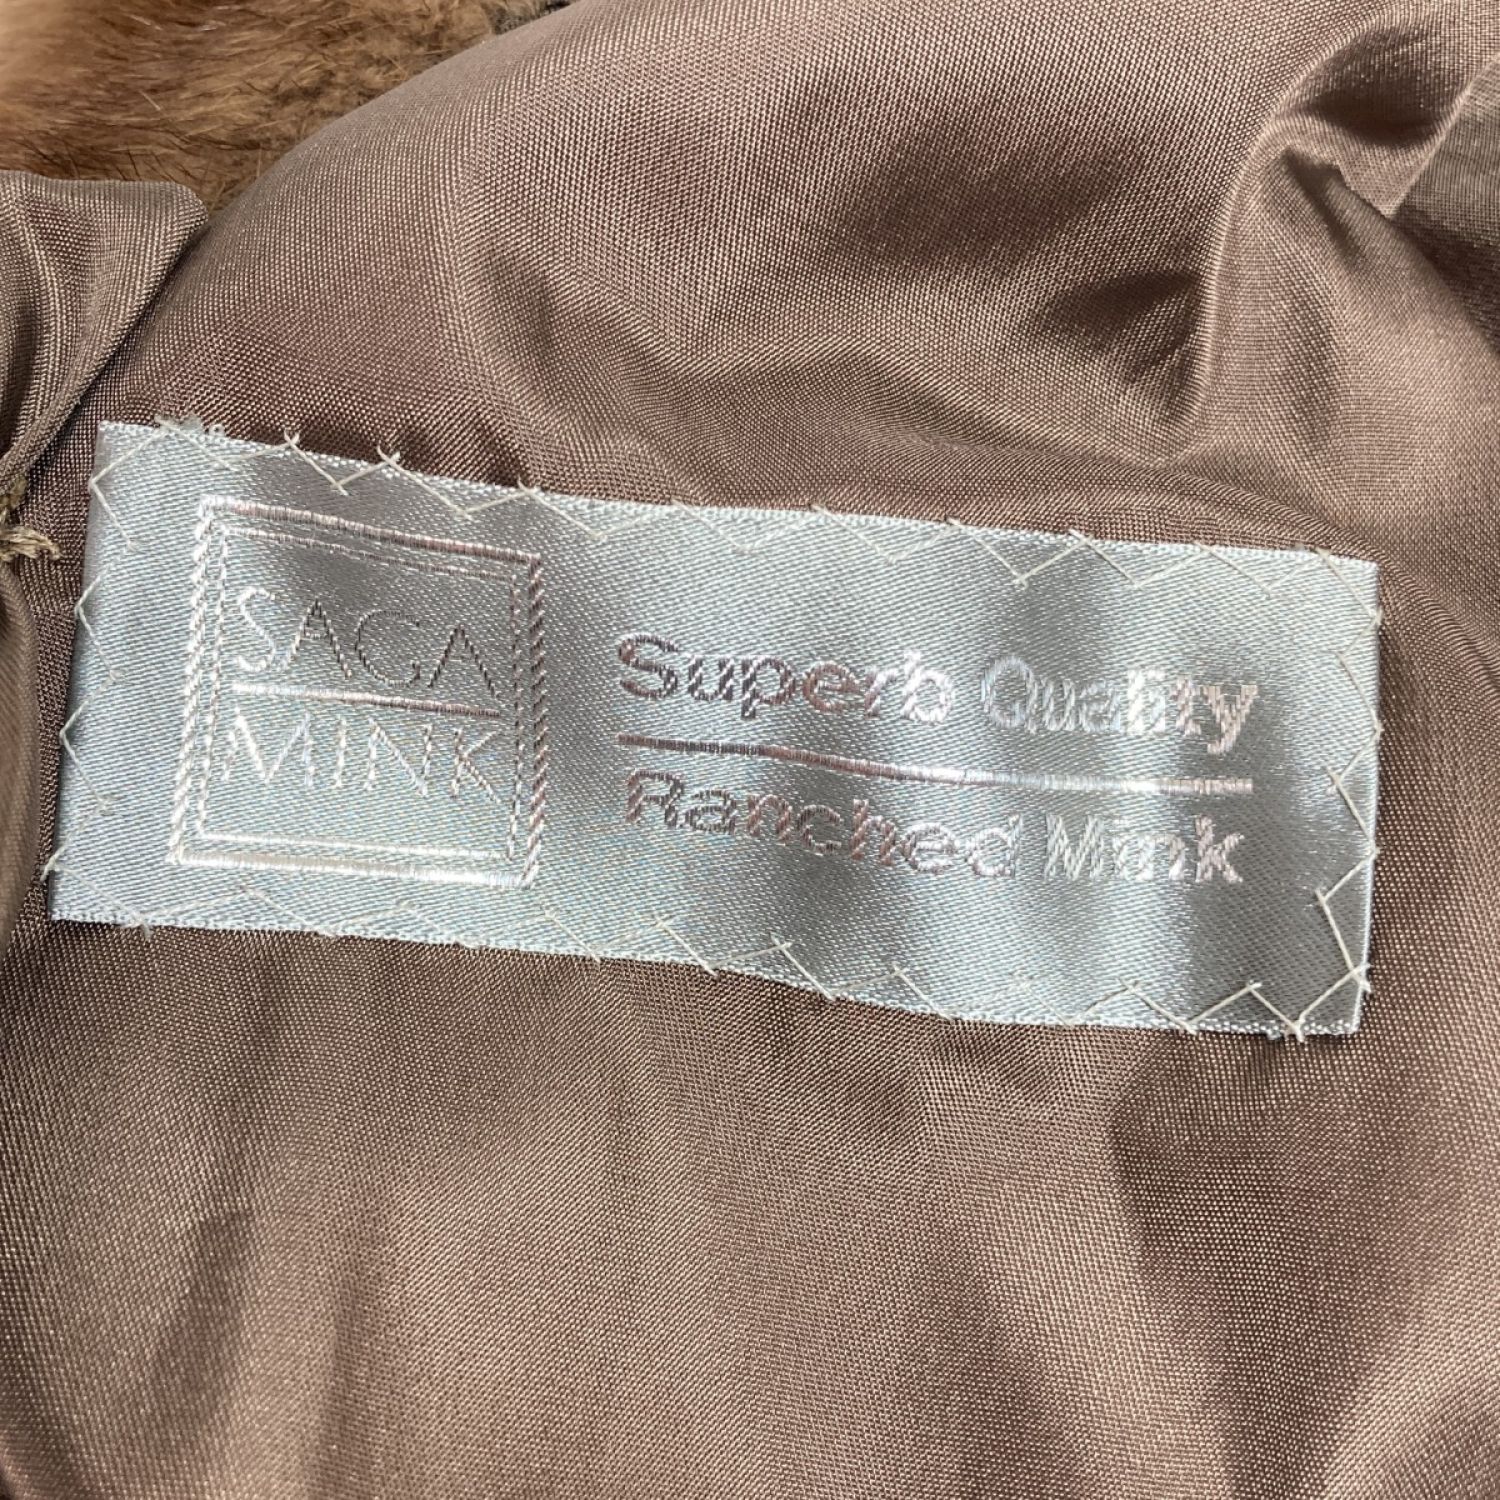 SAGA
MINK
Superb Quality
Ranched Mink